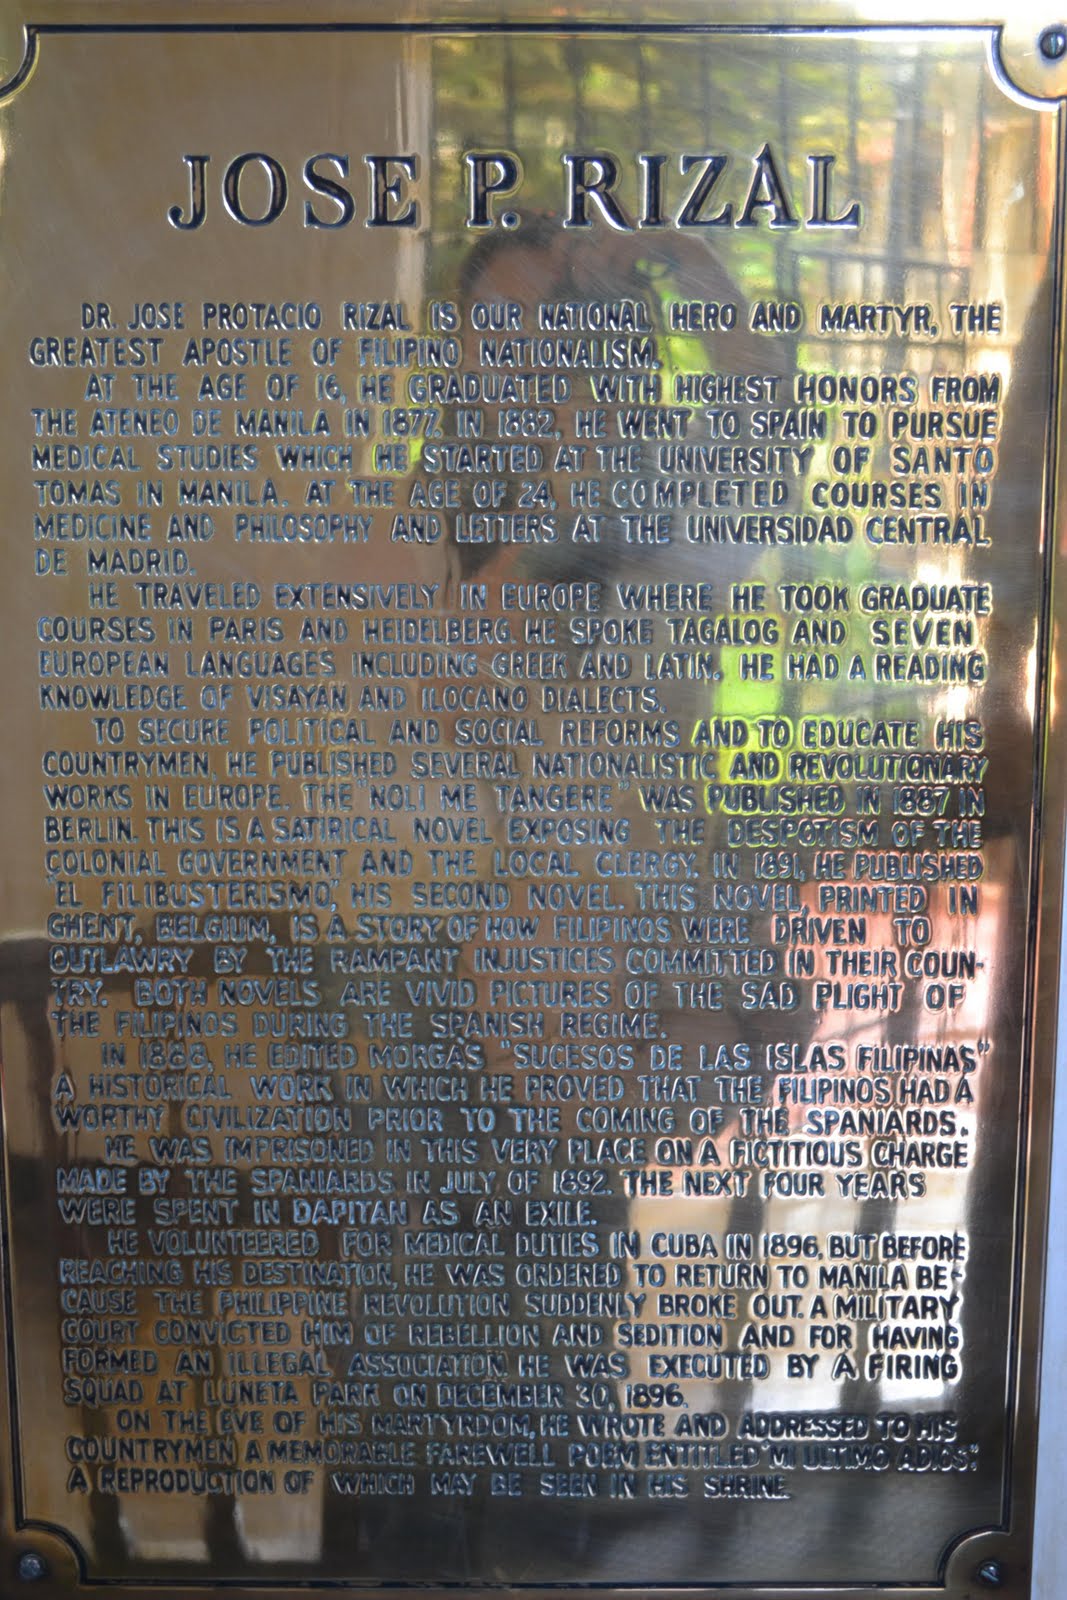 JOSE P. RIZAL
DR. JOSE PROTACIO RIZAL IS OUR NATIONAL HERO AND MARTYR, THE
GREATEST APOSTLE OF FILIPINO NATIONALISM.
AT THE AGE OF 16, HE GRADUATED WITH HIGHEST HONORS FROM
THE ATENEO DE MANILA IN 1877. IN 1882, HE WENT TO SPAIN TO PURSUE
MEDICAL STUDIES WHICH HE STARTED AT THE UNIVERSITY OF SANTO
TOMAS IN MANILA. AT THE AGE OF 24, HE COMPLETED COURSES IN
MEDICINE AND PHILOSOPHY AND LETTERS AT THE UNIVERSIDAD CENTRAL
DE MADRID.
HE TRAVELED EXTENSIVELY IN EUROPE WHERE HE TOOK GRADUATE
COURSES IN PARIS AND HEIDELBERG. HE SPOKE TAGALOG AND SEVEN
EUROPEAN LANGUAGES INCLUDING GREEK AND LATIN. HE HAD A READING
KNOWLEDGE OF VISAYAN AND ILOCANO DIALECTS.
TO SECURE POLITICAL AND SOCIAL REFORMS AND TO EDUCATE HIS
COUNTRYMEN, HE PUBLISHED SEVERAL NATIONALISTIC AND REVOLUTIONARY
WORKS IN EUROPE. THE "NOLI ME TANGERE" WAS PUBLISHED IN 1887 IN
BERLIN. THIS IS A SATIRICAL NOVEL EXPOSING THE DESPOTISM OF THE
COLONIAL GOVERNMENT AND THE LOCAL CLERGY. IN 1891, HE PUBLISHED
"EL FILIBUSTERISMO", HIS SECOND NOVEL. THIS NOVEL, PRINTED IN
GHENT, BELGIUM, IS A STORY OF HOW FILIPINOS WERE DRIVEN TO
OUTLAWRY BY THE RAMPANT INJUSTICES COMMITTED IN THEIR COUN-
TRY. BOTH NOVELS ARE VIVID PICTURES OF THE SAD PLIGHT OF
THE FILIPINOS DURING THE SPANISH REGIME.
IN 1888, HE EDITED MORGA'S "SUCESOS DE LAS ISLAS FILIPINAS"
A HISTORICAL WORK IN WHICH HE PROVED THAT THE FILIPINOS HAD A
WORTHY CIVILIZATION PRIOR TO THE COMING OF THE SPANIARDS.
HE WAS IMPRISONED IN THIS VERY PLACE ON A FICTITIOUS CHARGE
MADE BY THE SPANIARDS IN JULY OF 1892. THE NEXT FOUR YEARS
WERE SPENT IN DAPITAN AS AN EXILE.
HE VOLUNTEERED FOR MEDICAL DUTIES IN CUBA IN 1896, BUT BEFORE
REACHING HIS DESTINATION, HE WAS ORDERED TO RETURN TO MANILA BE-
CAUSE THE PHILIPPINE REVOLUTION SUDDENLY BROKE OUT. A MILITARY
COURT CONVICTED HIM OF REBELLION AND SEDITION AND FOR HAVING
FORMED AN ILLEGAL ASSOCIATION. HE WAS EXECUTED BY A FIRING
SQUAD AT LUNETA PARK ON DECEMBER 30, 1896.
ON THE EVE OF HIS MARTYRDOM, HE WROTE AND ADDRESSED TO HIS
COUNTRYMEN A MEMORABLE FAREWELL POEM ENTITLED "MI ULTIMO ADIOS",
A REPRODUCTION OF WHICH MAY BE SEEN IN HIS SHRINE.